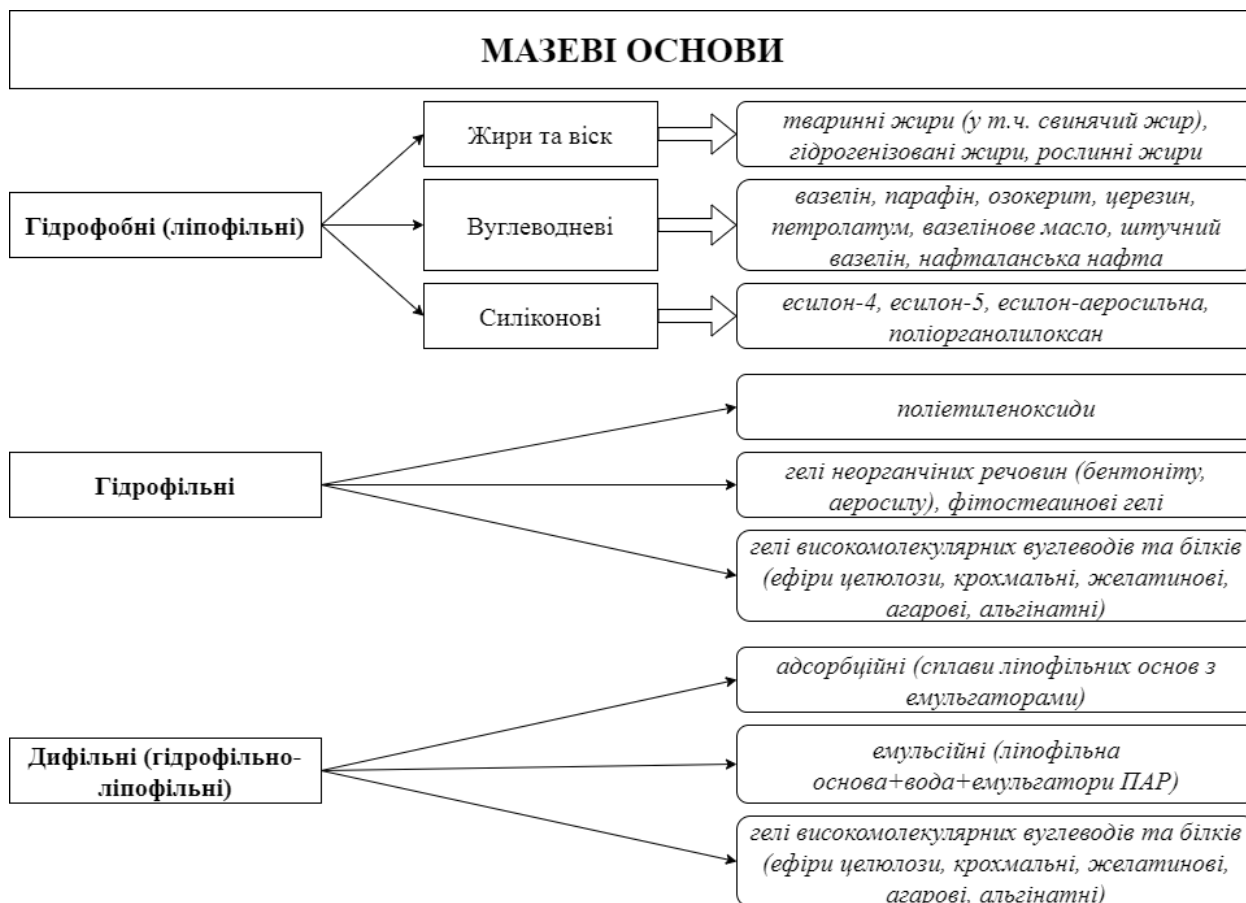 МАЗЕВІ ОСНОВИ
Гідрофобні (ліпофільні)
Жири та віск
тваринні жири (у т.ч. свинячий жир),
гідрогенізовані жири, рослинні жири
Вуглеводневі
вазелін, парафін, озокерит, церезин,
петролатум, вазелінове масло, штучний
вазелін, нафталанська нафта
Силіконові
есилон-4, есилон-5, есилон-аеросильна,
поліорганолилоксан
Гідрофільні
поліетиленоксиди
гелі неорганчіних речовин (бентоніту,
аеросилу), фітостеаинові гелі
гелі високомолекулярних вуглеводів та білків
(ефіри целюлози, крохмальні, желатинові,
агарові, альгінатні)
Дифільні (гідрофільно-
ліпофільні)
адсорбційні (сплави ліпофільних основ з
емульгаторами)
емульсійні (ліпофільна
основа+вода+емульгатори ПАР)
гелі високомолекулярних вуглеводів та білків
(ефіри целюлози, крохмальні, желатинові,
агарові, альгінатні)